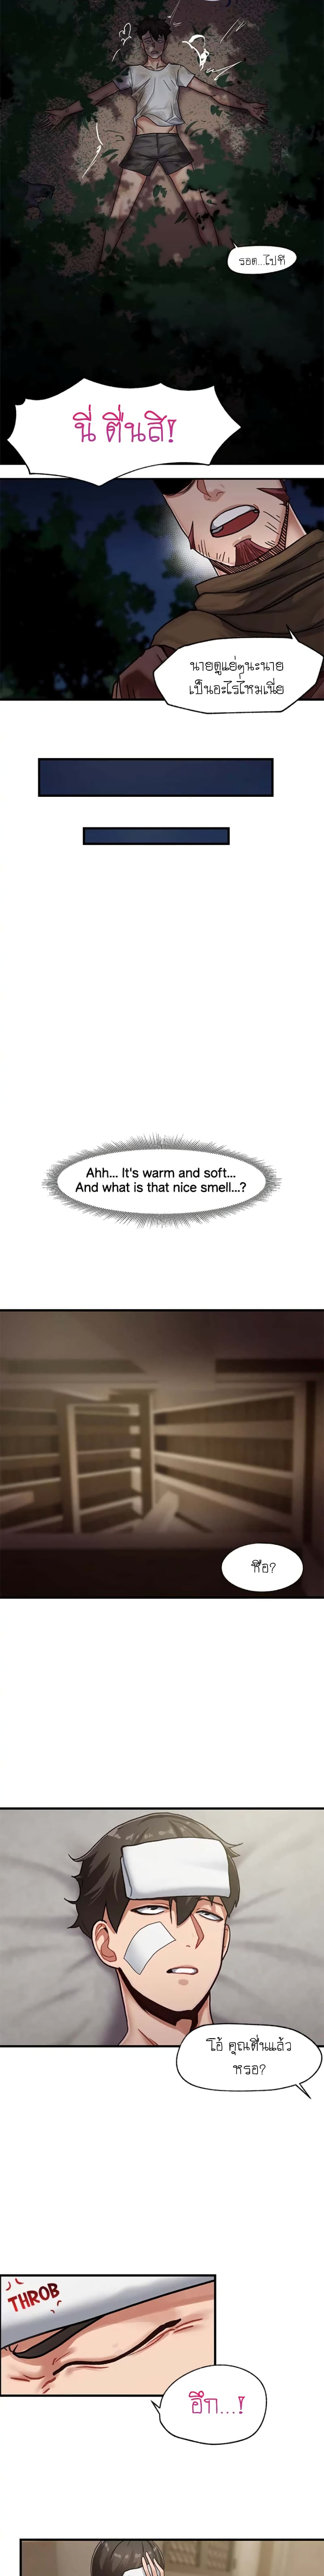 รอด...ไปที
นี่ ตื่นสิ!
นายดูแย่ๆนะนาย
เป็นอะไรไหมเนี่ย
Ahh... It's warm and soft...
And what is that nice smell...?
หือ?
โอ้ คุณตื่นแล้ว
หรอ?
THROB
อึก...!